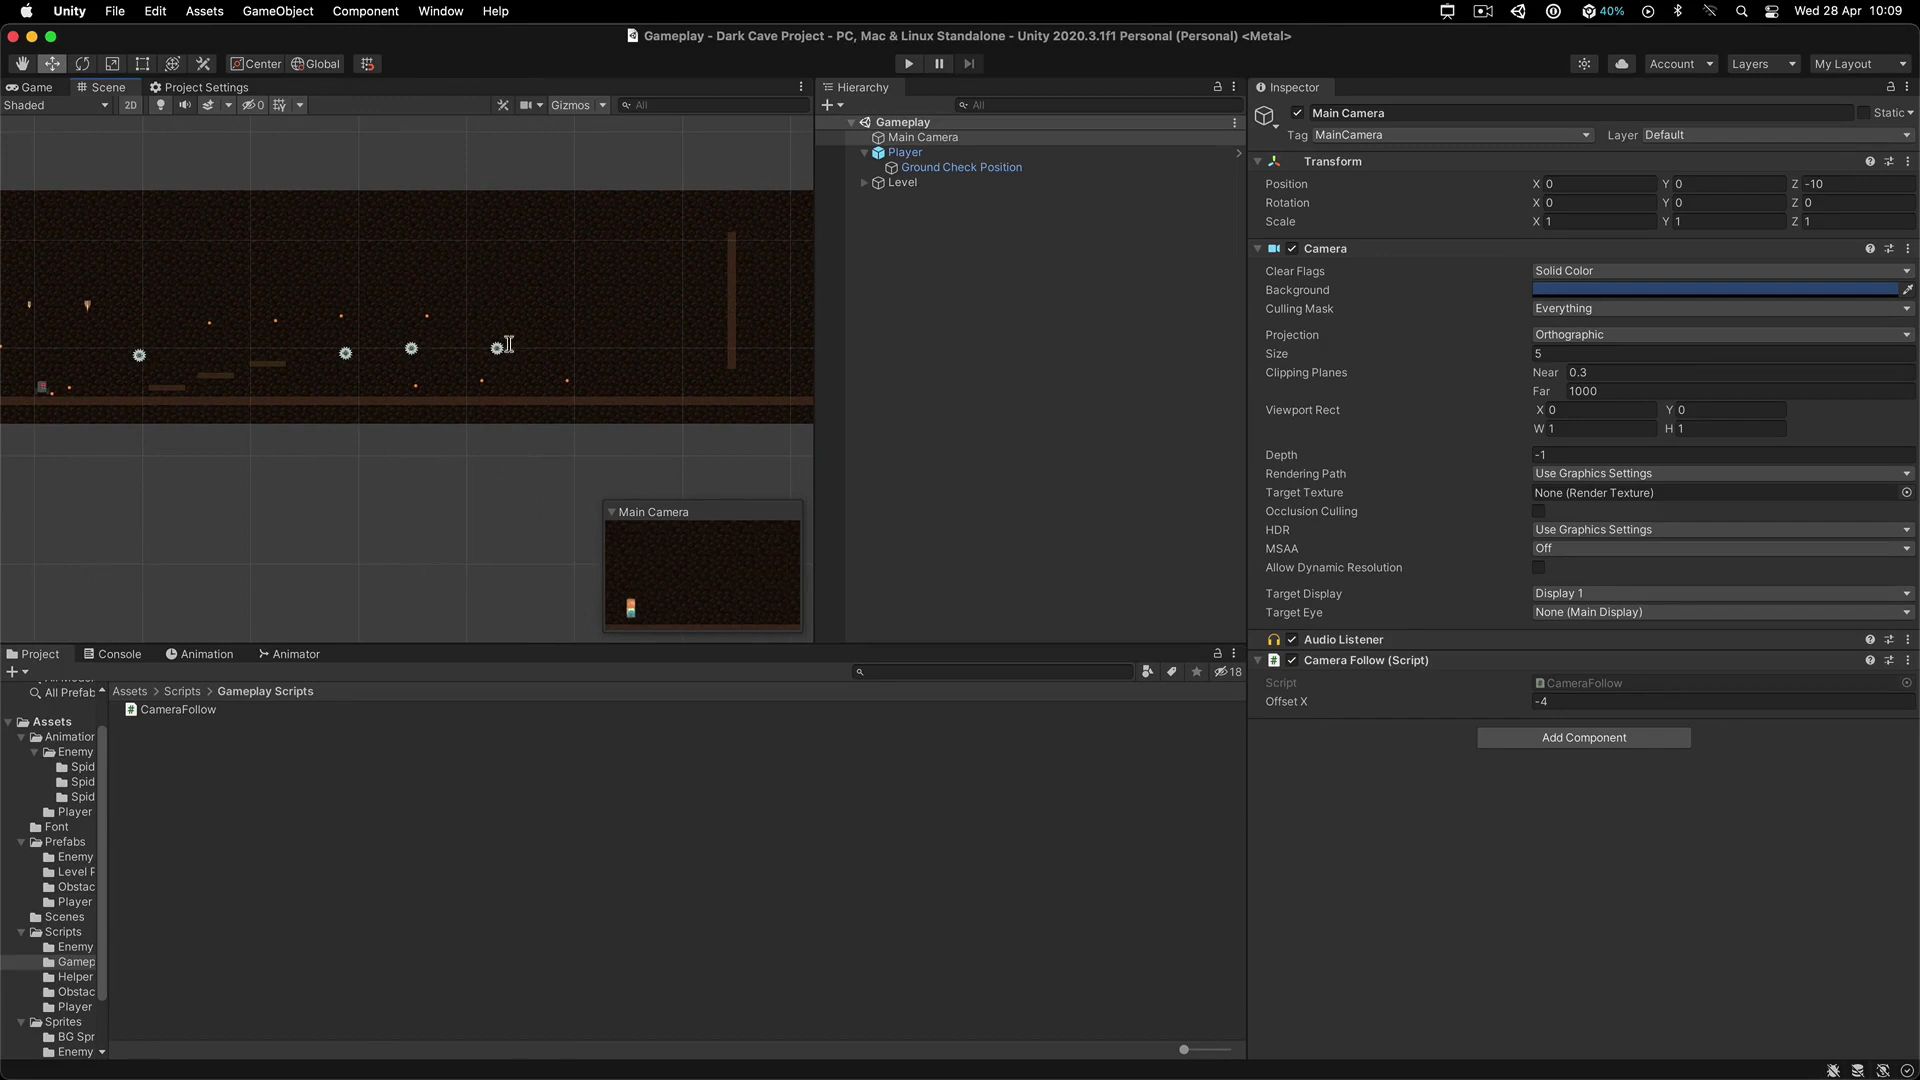 Unity File Edit Assets GameObject Component Window Help 40% Wed 28 Apr 10:09
Gameplay - Dark Cave Project - PC, Mac & Linux Standalone - Unity 2020.3.1f1 Personal (Personal) <Metal>
Center Global Account Layers My Layout
Game Scene Project Settings
Shaded 2D 0 Gizmos All
Main Camera
Hierarchy
All
Gameplay
Main Camera
Player
Ground Check Position
Level
Inspector
Main Camera Static
Tag MainCamera Layer Default
Transform
Position X 0 Y 0 Z -10
Rotation X 0 Y 0 Z 0
Scale X 1 Y 1 Z 1
Camera
Clear Flags Solid Color
Background
Culling Mask Everything
Projection Orthographic
Size 5
Clipping Planes Near 0.3
Far 1000
Viewport Rect X 0 Y 0
W 1 H 1
Depth -1
Rendering Path Use Graphics Settings
Target Texture None (Render Texture)
Occlusion Culling
HDR Use Graphics Settings
MSAA Off
Allow Dynamic Resolution
Target Display Display 1
Target Eye None (Main Display)
Audio Listener
Camera Follow (Script)
Script CameraFollow
Offset X -4
Add Component
Project Console Animation Animator
18
All Prefab
Assets
Animation
Enemy
Spid
Spid
Spid
Player
Font
Prefabs
Enemy
Level P
Obstac
Player
Scenes
Scripts
Enemy
Gamep
Helper
Obstac
Player
Sprites
BG Spr
Enemy
Assets > Scripts > Gameplay Scripts
CameraFollow